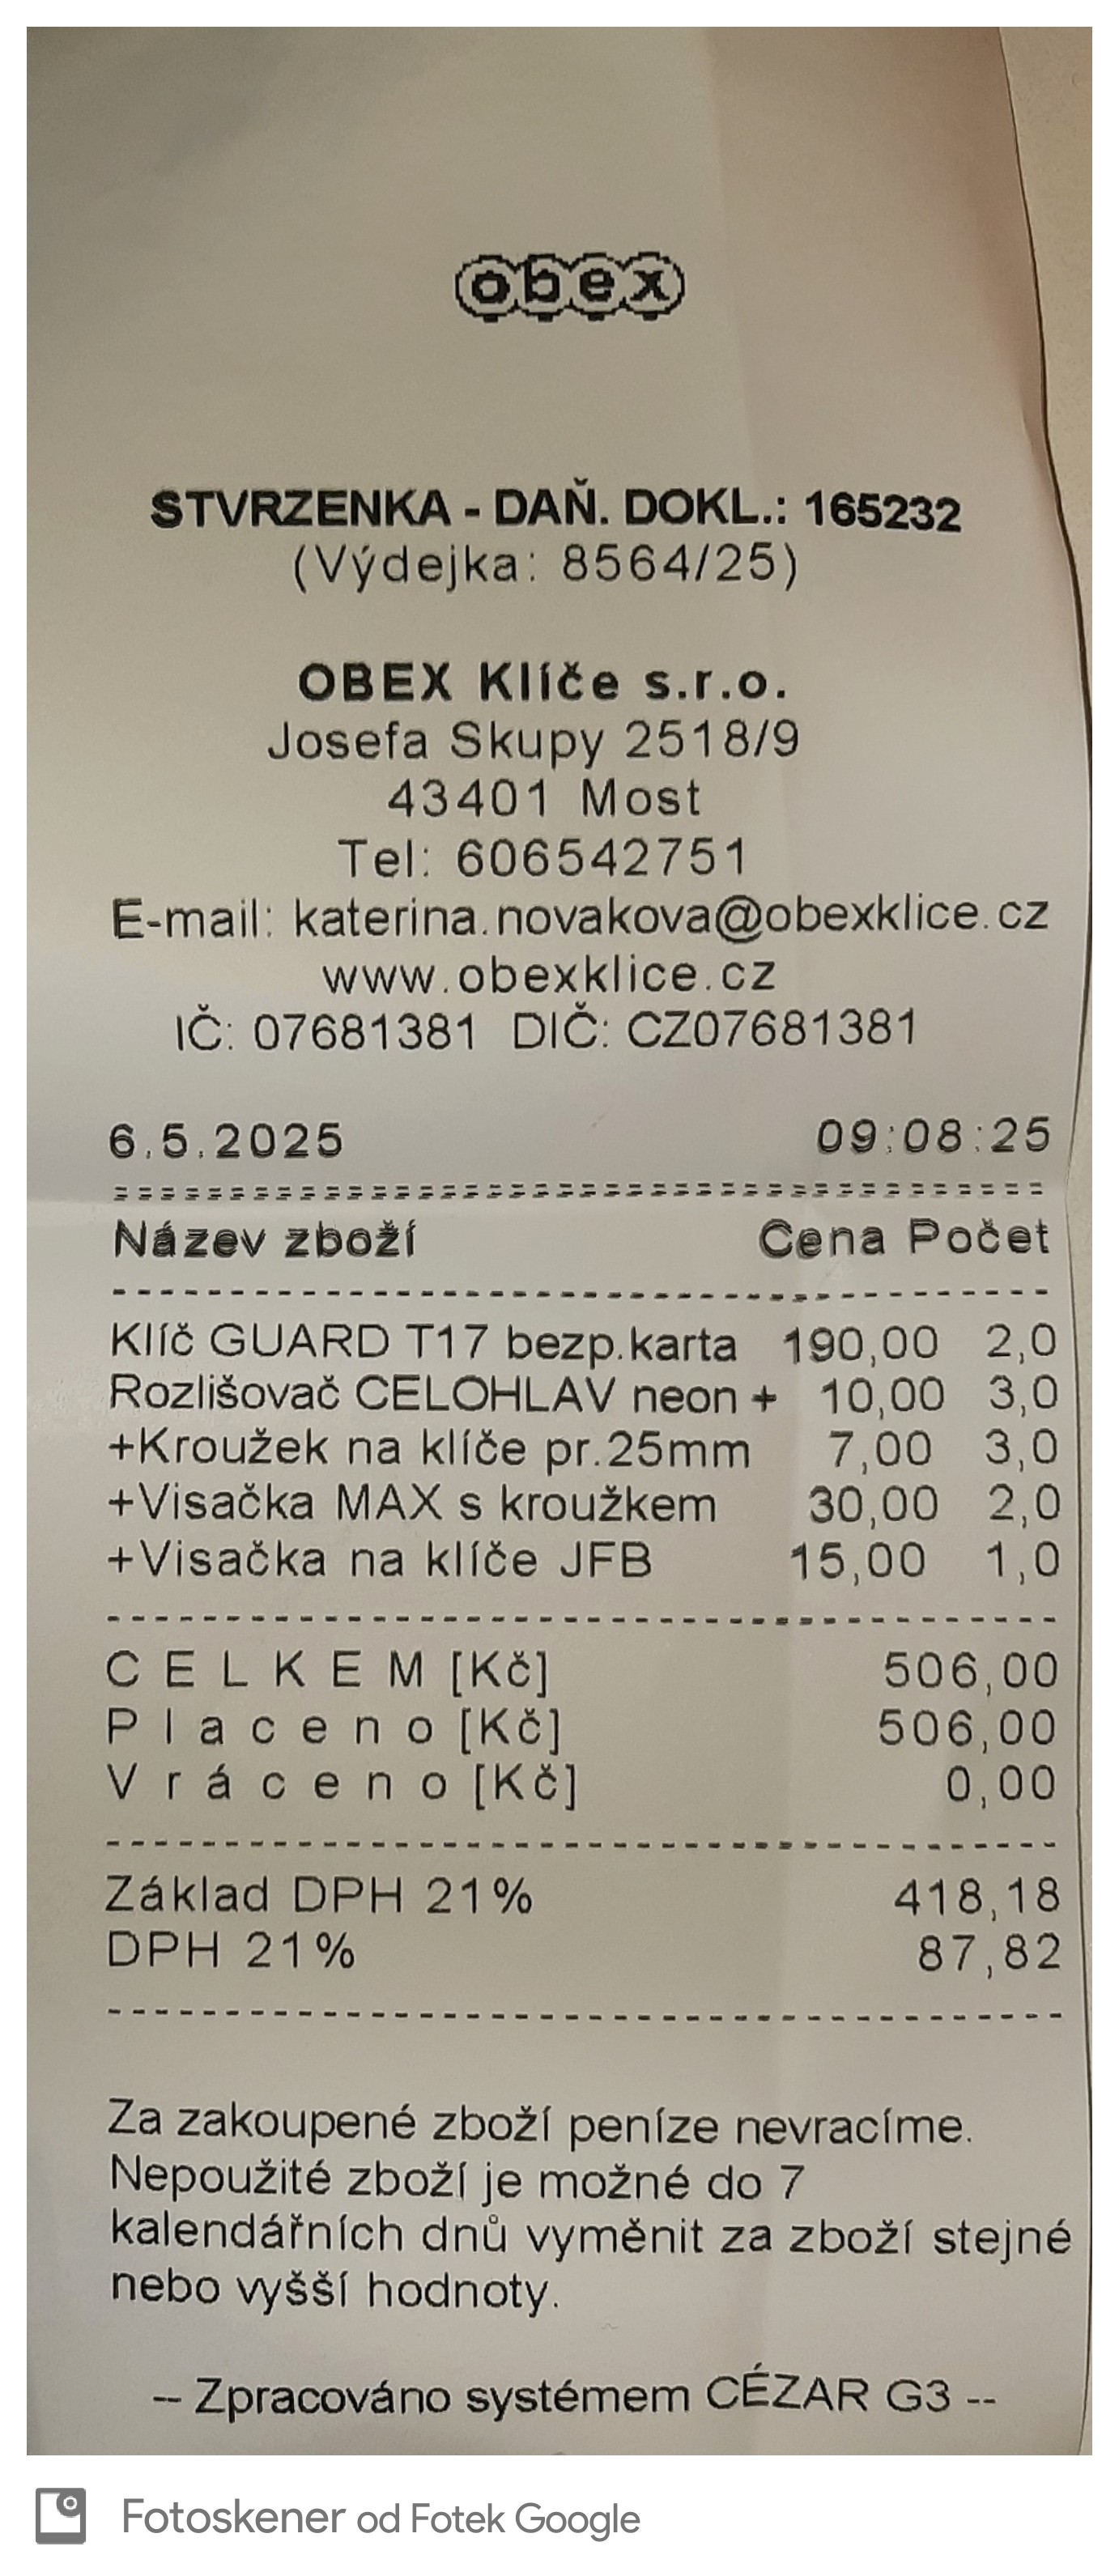 obex
STVRZENKA - DAŇ. DOKL.: 165232
(Výdejka: 8564/25)
OBEX Klíče s.r.o.
Josefa Skupy 2518/9
43401 Most
Tel: 606542751
E-mail: katerina.novakova@obexklice.cz
www.obexklice.cz
IČ: 07681381 DIČ: CZ07681381
6.5.2025 09:08:25
========================================
Název zboží Cena Počet
----------------------------------------
Klíč GUARD T17 bezp.karta 190,00 2,0
Rozlišovač CELOHLAV neon + 10,00 3,0
+Kroužek na klíče pr.25mm 7,00 3,0
+Visačka MAX s kroužkem 30,00 2,0
+Visačka na klíče JFB 15,00 1,0
----------------------------------------
C E L K E M [Kč] 506,00
P l a c e n o [Kč] 506,00
V r á c e n o [Kč] 0,00
----------------------------------------
Základ DPH 21% 418,18
DPH 21% 87,82
----------------------------------------
Za zakoupené zboží peníze nevracíme.
Nepoužité zboží je možné do 7
kalendářních dnů vyměnit za zboží stejné
nebo vyšší hodnoty.
-- Zpracováno systémem CÉZAR G3 --
Fotoskener od Fotek Google